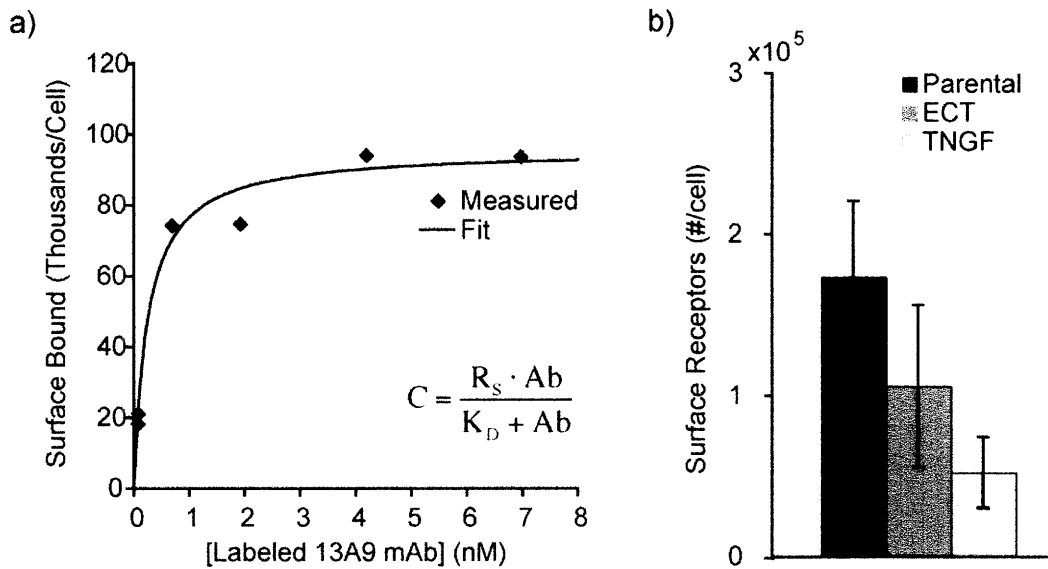 a)
Surface Bound (Thousands/Cell)
120
100
80
60
40
20
0
0 1 2 3 4 5 6 7 8
[Labeled 13A9 mAb] (nM)
Measured
Fit
C = R_S · Ab / K_D + Ab
b)
×10⁵
3
2
1
0
Surface Receptors (#/cell)
Parental
ECT
TNGF